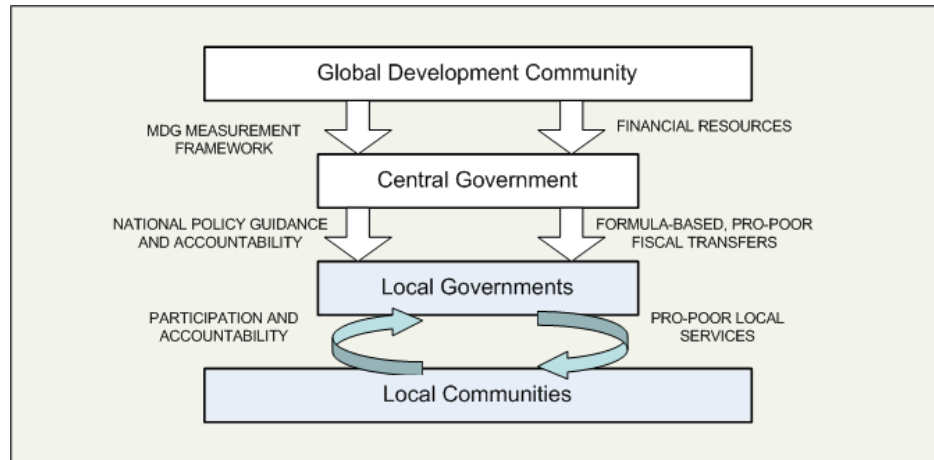 Global Development Community
MDG MEASUREMENT
FRAMEWORK
FINANCIAL RESOURCES
Central Government
NATIONAL POLICY GUIDANCE
AND ACCOUNTABILITY
FORMULA-BASED, PRO-POOR
FISCAL TRANSFERS
Local Governments
PARTICIPATION AND
ACCOUNTABILITY
PRO-POOR LOCAL
SERVICES
Local Communities